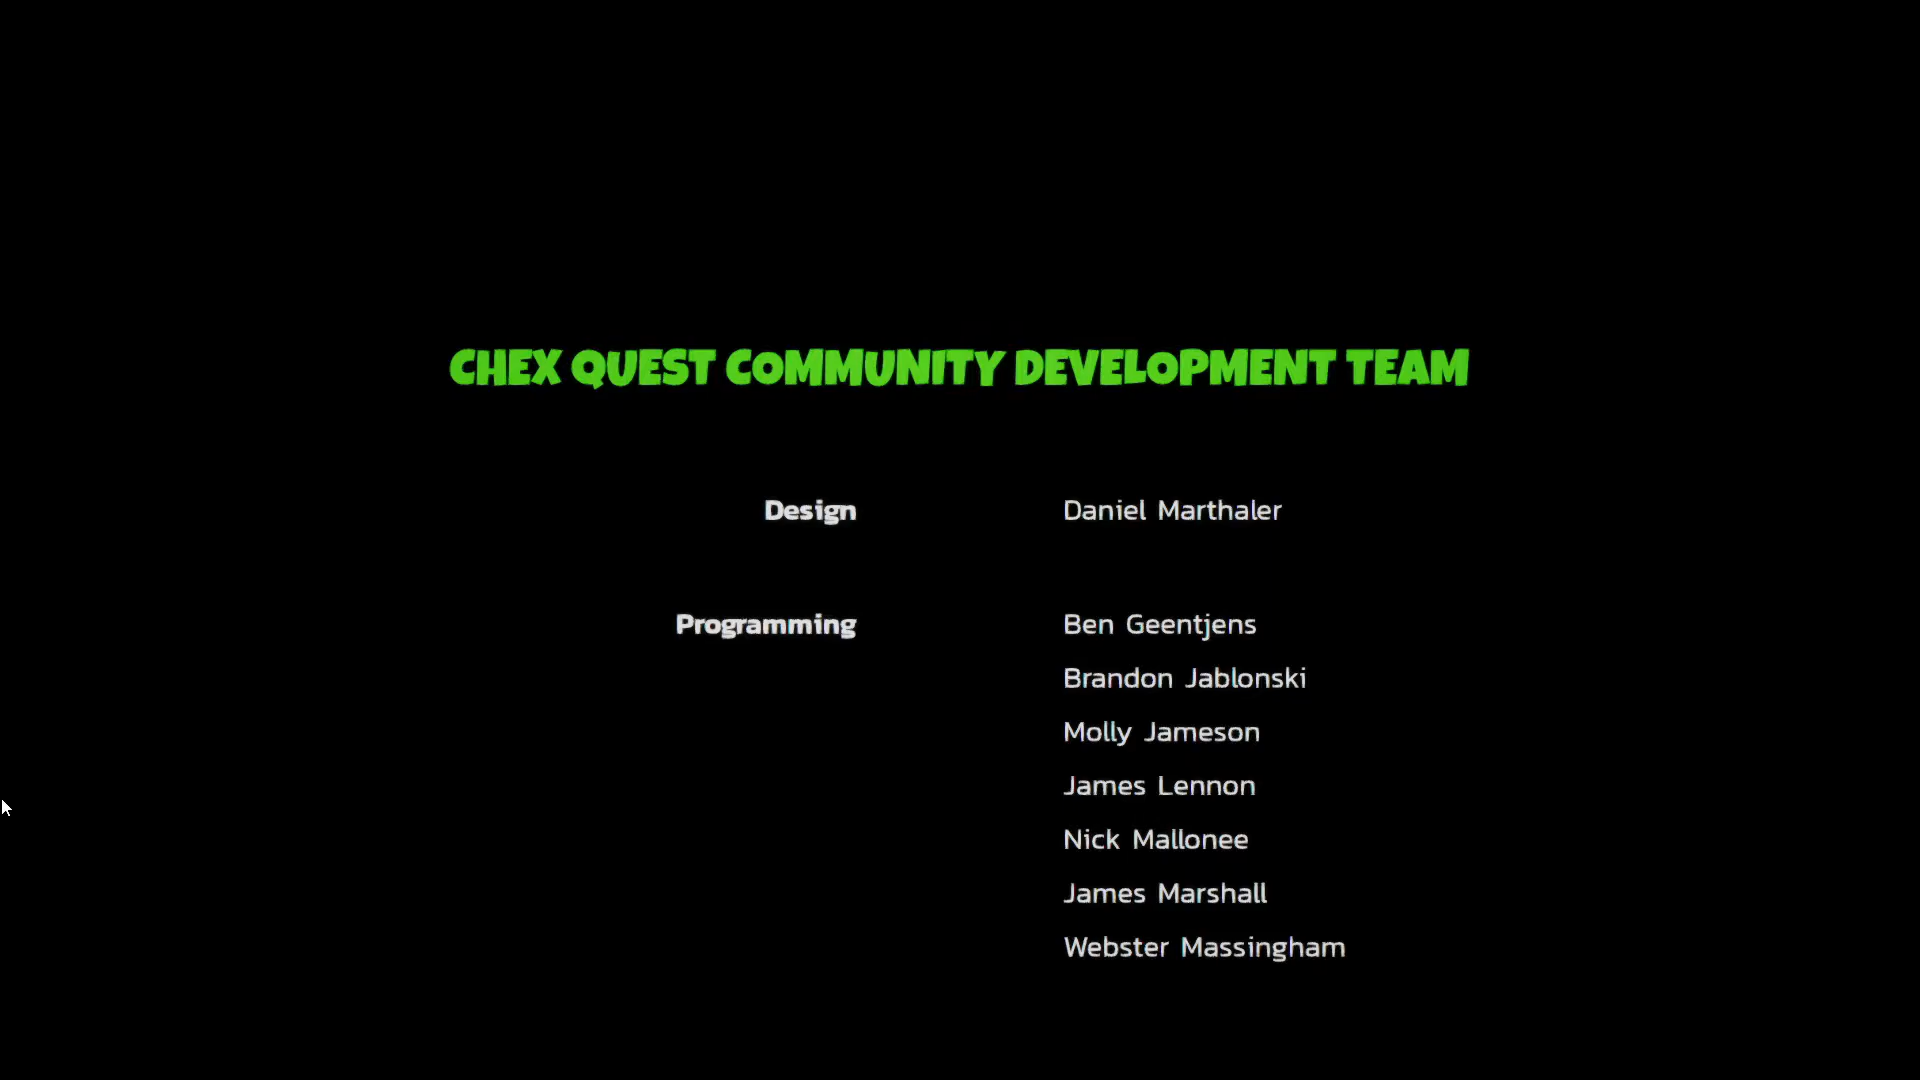 CHEX QUEST COMMUNITY DEVELOPMENT TEAM
Design Daniel Marthaler
Programming Ben Geentjens
Brandon Jablonski
Molly Jameson
James Lennon
Nick Mallonee
James Marshall
Webster Massingham